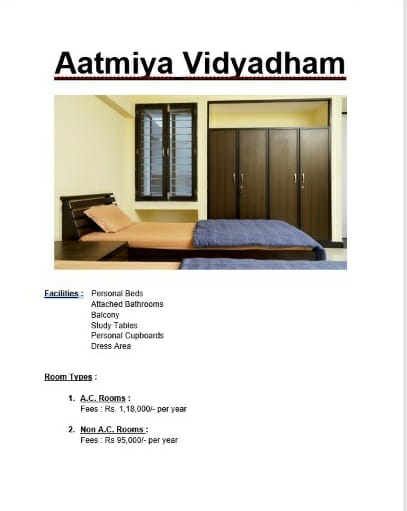 Aatmiya Vidyadham
Facilities : Personal Beds
Attached Bathrooms
Balcony
Study Tables
Personal Cupboards
Dress Area
Room Types :
1. A.C. Rooms :
Fees : Rs. 1,18,000/- per year
2. Non A.C. Rooms :
Fees : Rs 95,000/- per year